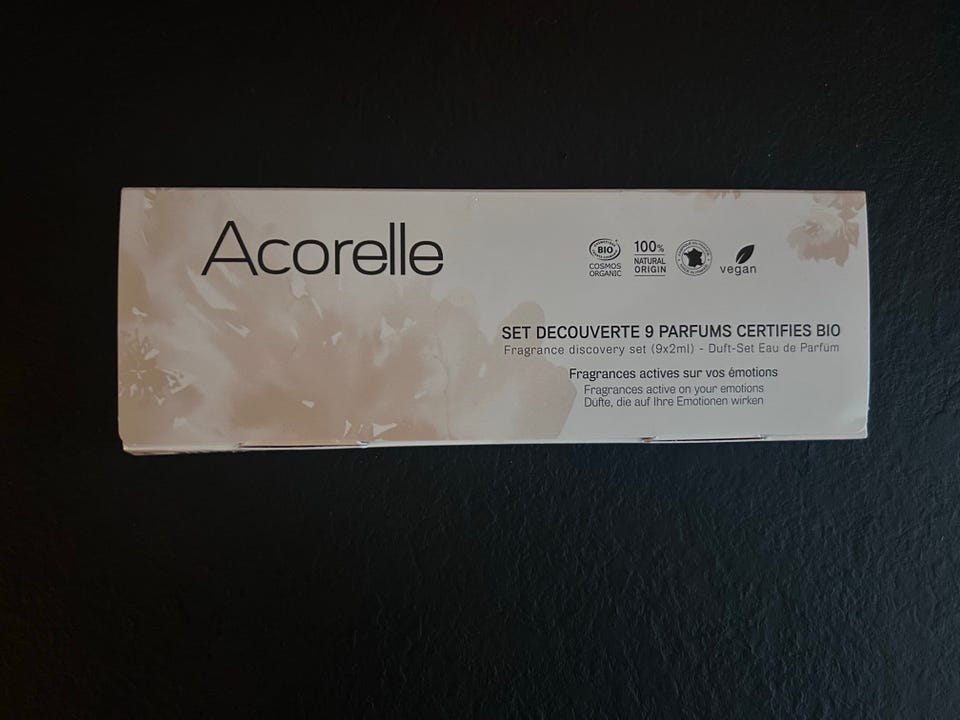 Acorelle
BIO
COSMOS
ORGANIC
100%
NATURAL
ORIGIN
vegan
SET DECOUVERTE 9 PARFUMS CERTIFIES BIO
Fragrance discovery set (9x2ml) - Duft-Set Eau de Parfüm
Fragrances actives sur vos émotions
Fragrances active on your emotions
Düfte, die auf Ihre Emotionen wirken